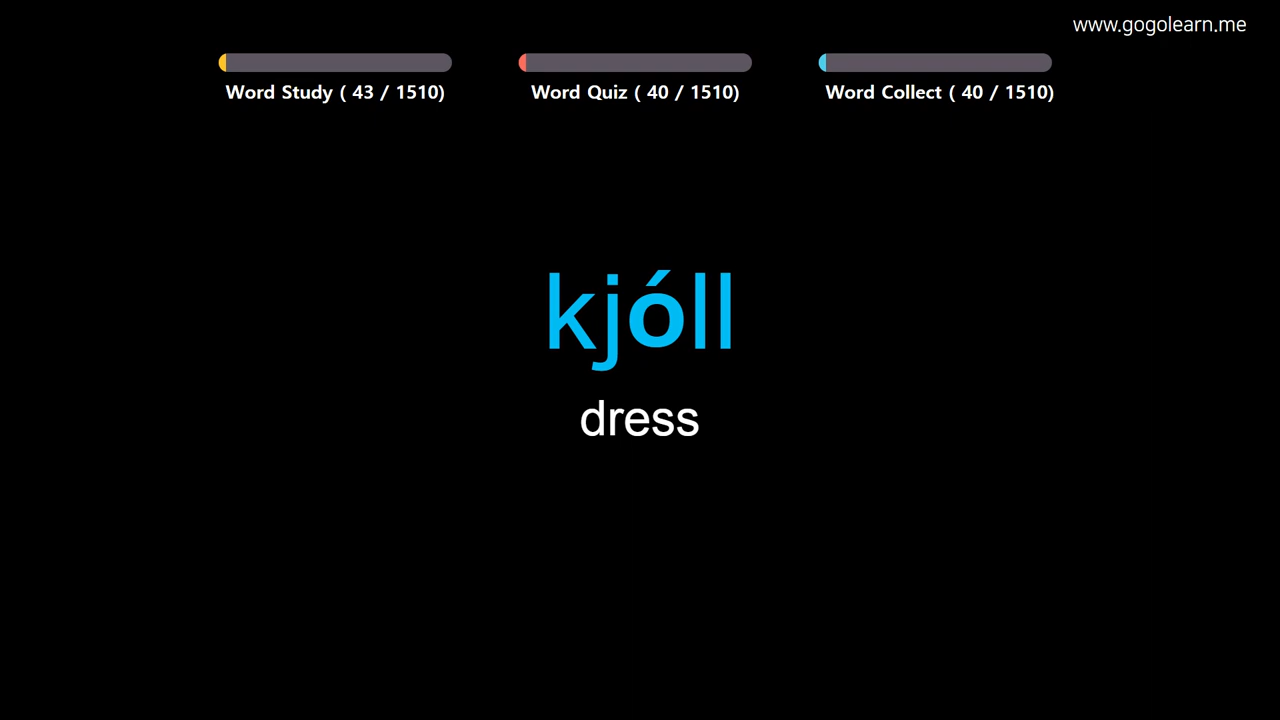 www.gogolearn.me
Word Study ( 43 / 1510)
Word Quiz ( 40 / 1510)
Word Collect ( 40 / 1510)
kjóll
dress